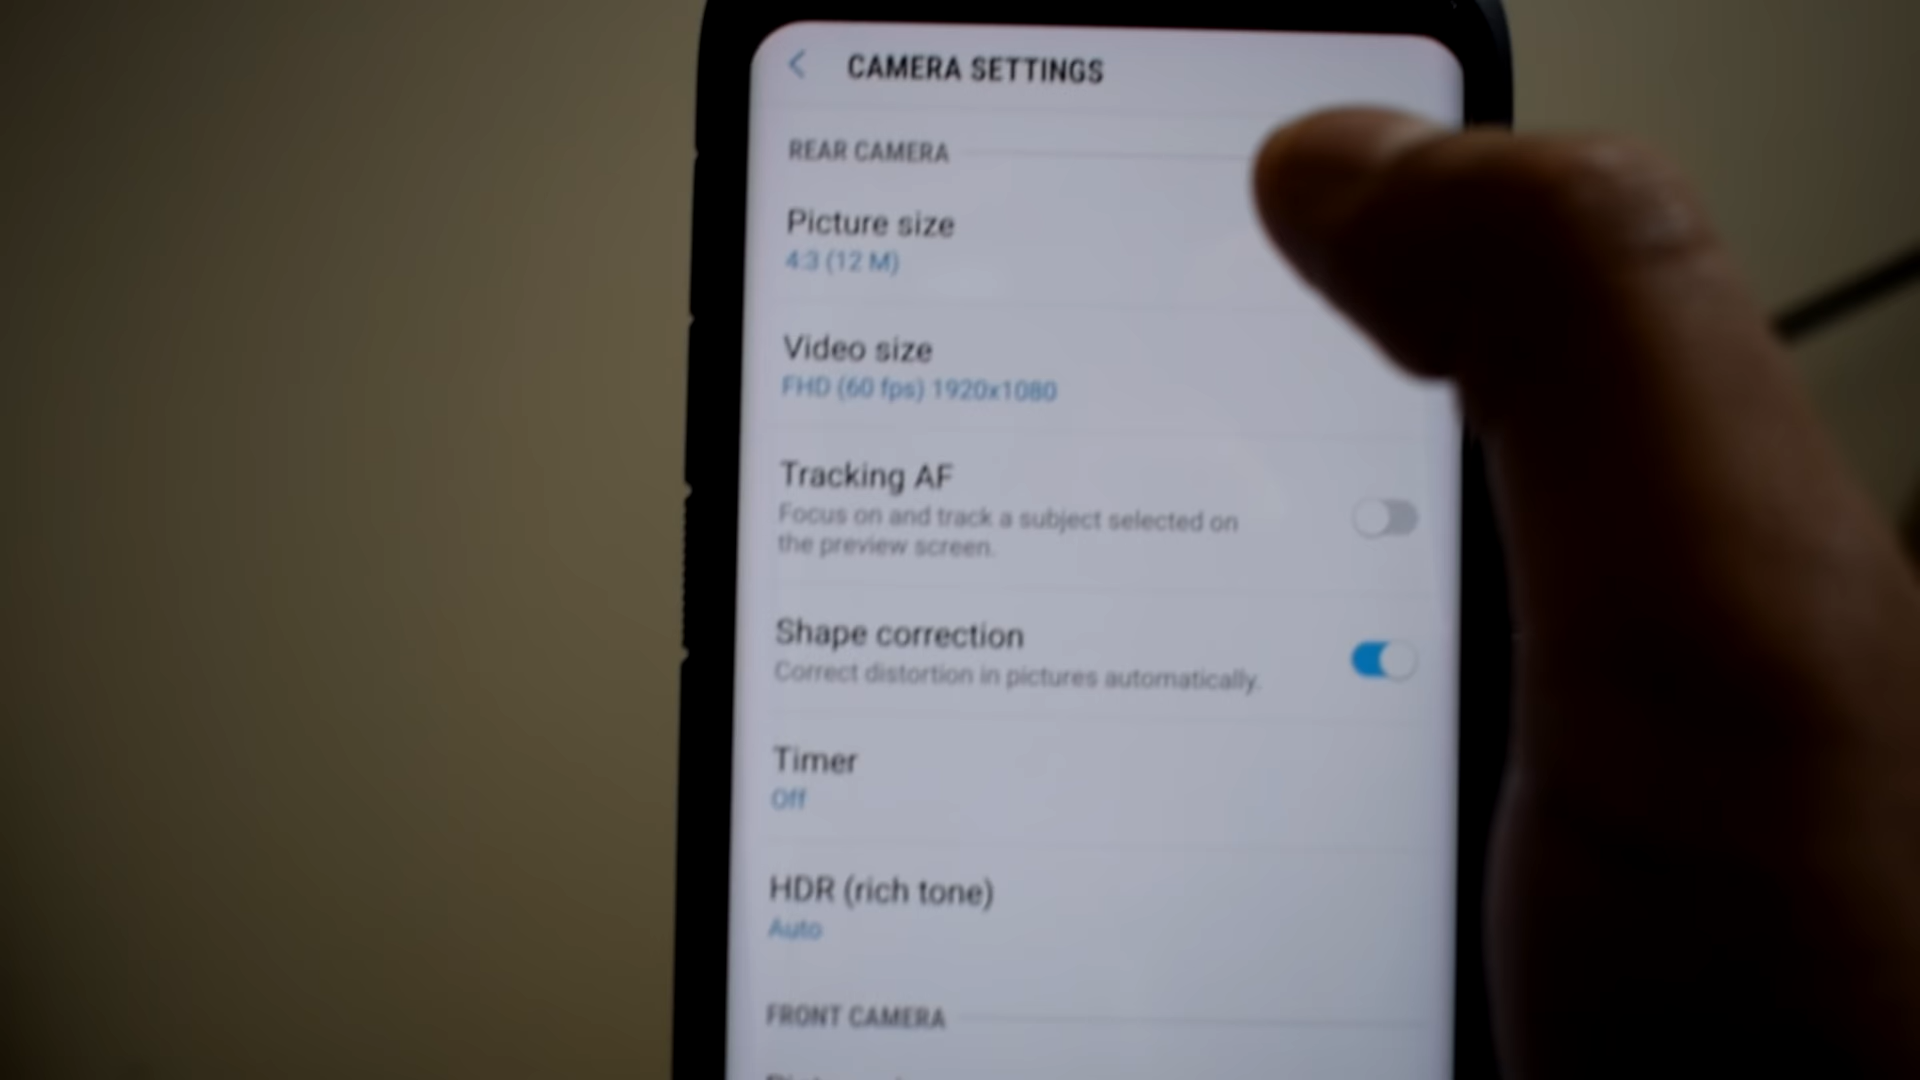 CAMERA SETTINGS
REAR CAMERA
Picture size
4:3 (12 M)
Video size
FHD (60 fps) 1920x1080
Tracking AF
Focus on and track a subject selected on
the preview screen.
Shape correction
Correct distortion in pictures automatically.
Timer
Off
HDR (rich tone)
Auto
FRONT CAMERA